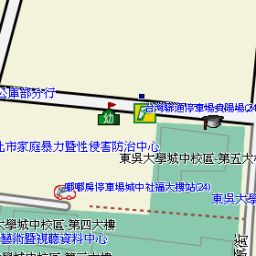 公庫部分行
台灣聯通停車場貴陽場(24
幼
北市家庭暴力暨性侵害防治中心
東吳大學城中校區-第五大
嘟嘟房停車場城中社福大樓站(24)
東吳大
大學城中校區-第四大樓
藝術暨視聽資料中心